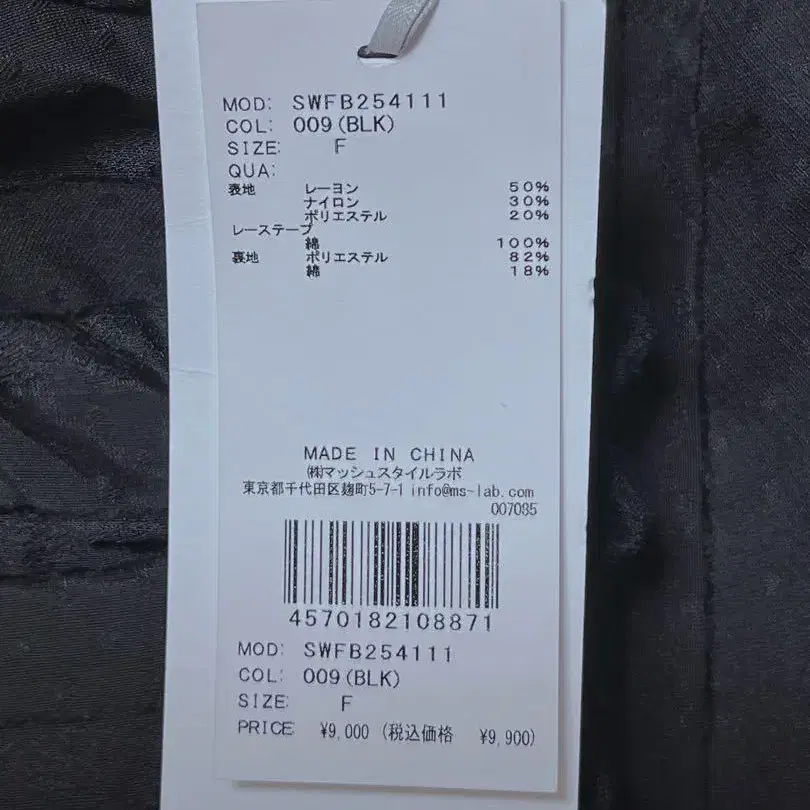 MOD: SWFB254111
COL: 009(BLK)
SIZE: F
QUA:
表地 レーヨン 50%
ナイロン 30%
ポリエステル 20%
レーステープ
綿 100%
裏地 ポリエステル 82%
綿 18%
MADE IN CHINA
㈱マッシュスタイルラボ
東京都千代田区麹町5-7-1 info@ms-lab.com
007085
4570182108871
MOD: SWFB254111
COL: 009(BLK)
SIZE: F
PRICE ¥9,000 (税込価格 ¥9,900)